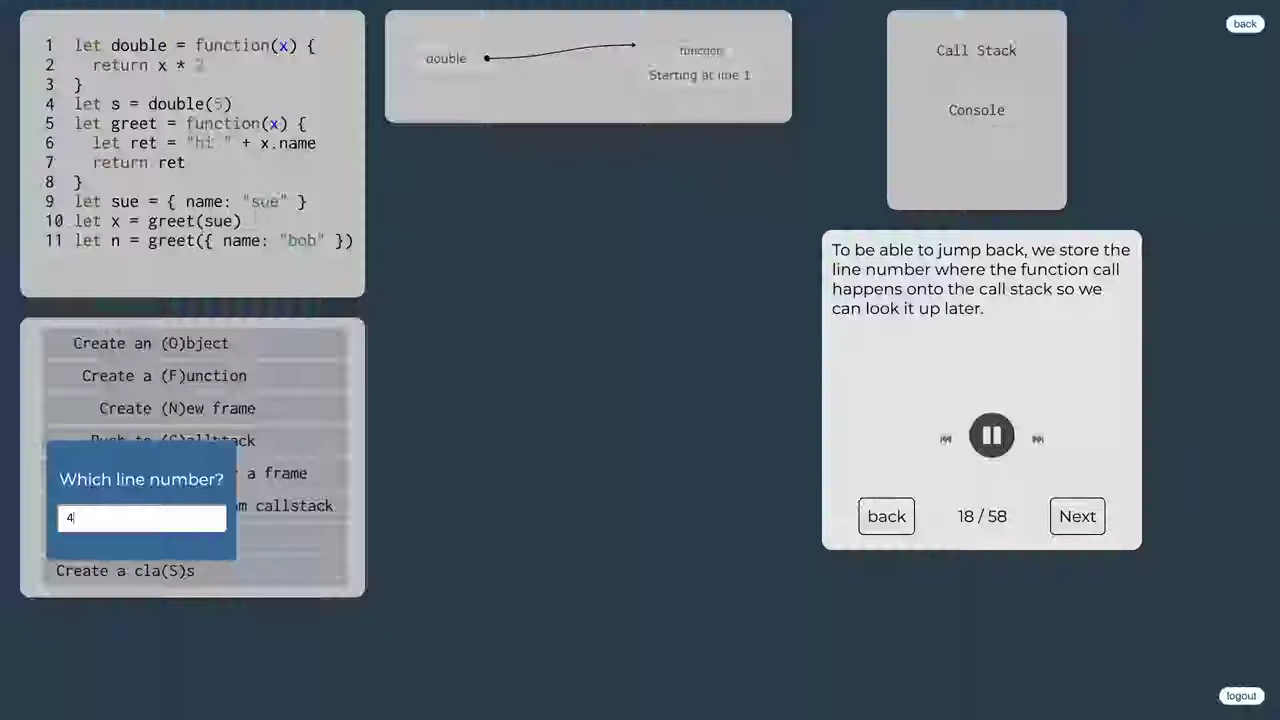 back
1 let double = function(x) {
2 return x * 2
3 }
4 let s = double(5)
5 let greet = function(x) {
6 let ret = "hi " + x.name
7 return ret
8 }
9 let sue = { name: "sue" }
10 let x = greet(sue)
11 let n = greet({ name: "bob" })
double
function
Starting at line 1
Call Stack
Console
To be able to jump back, we store the
line number where the function call
happens onto the call stack so we
can look it up later.
back 18 / 58 Next
Create an (O)bject
Create a (F)unction
Create (N)ew frame
a frame
callstack
Which line number?
4
Create a cla(S)s
logout